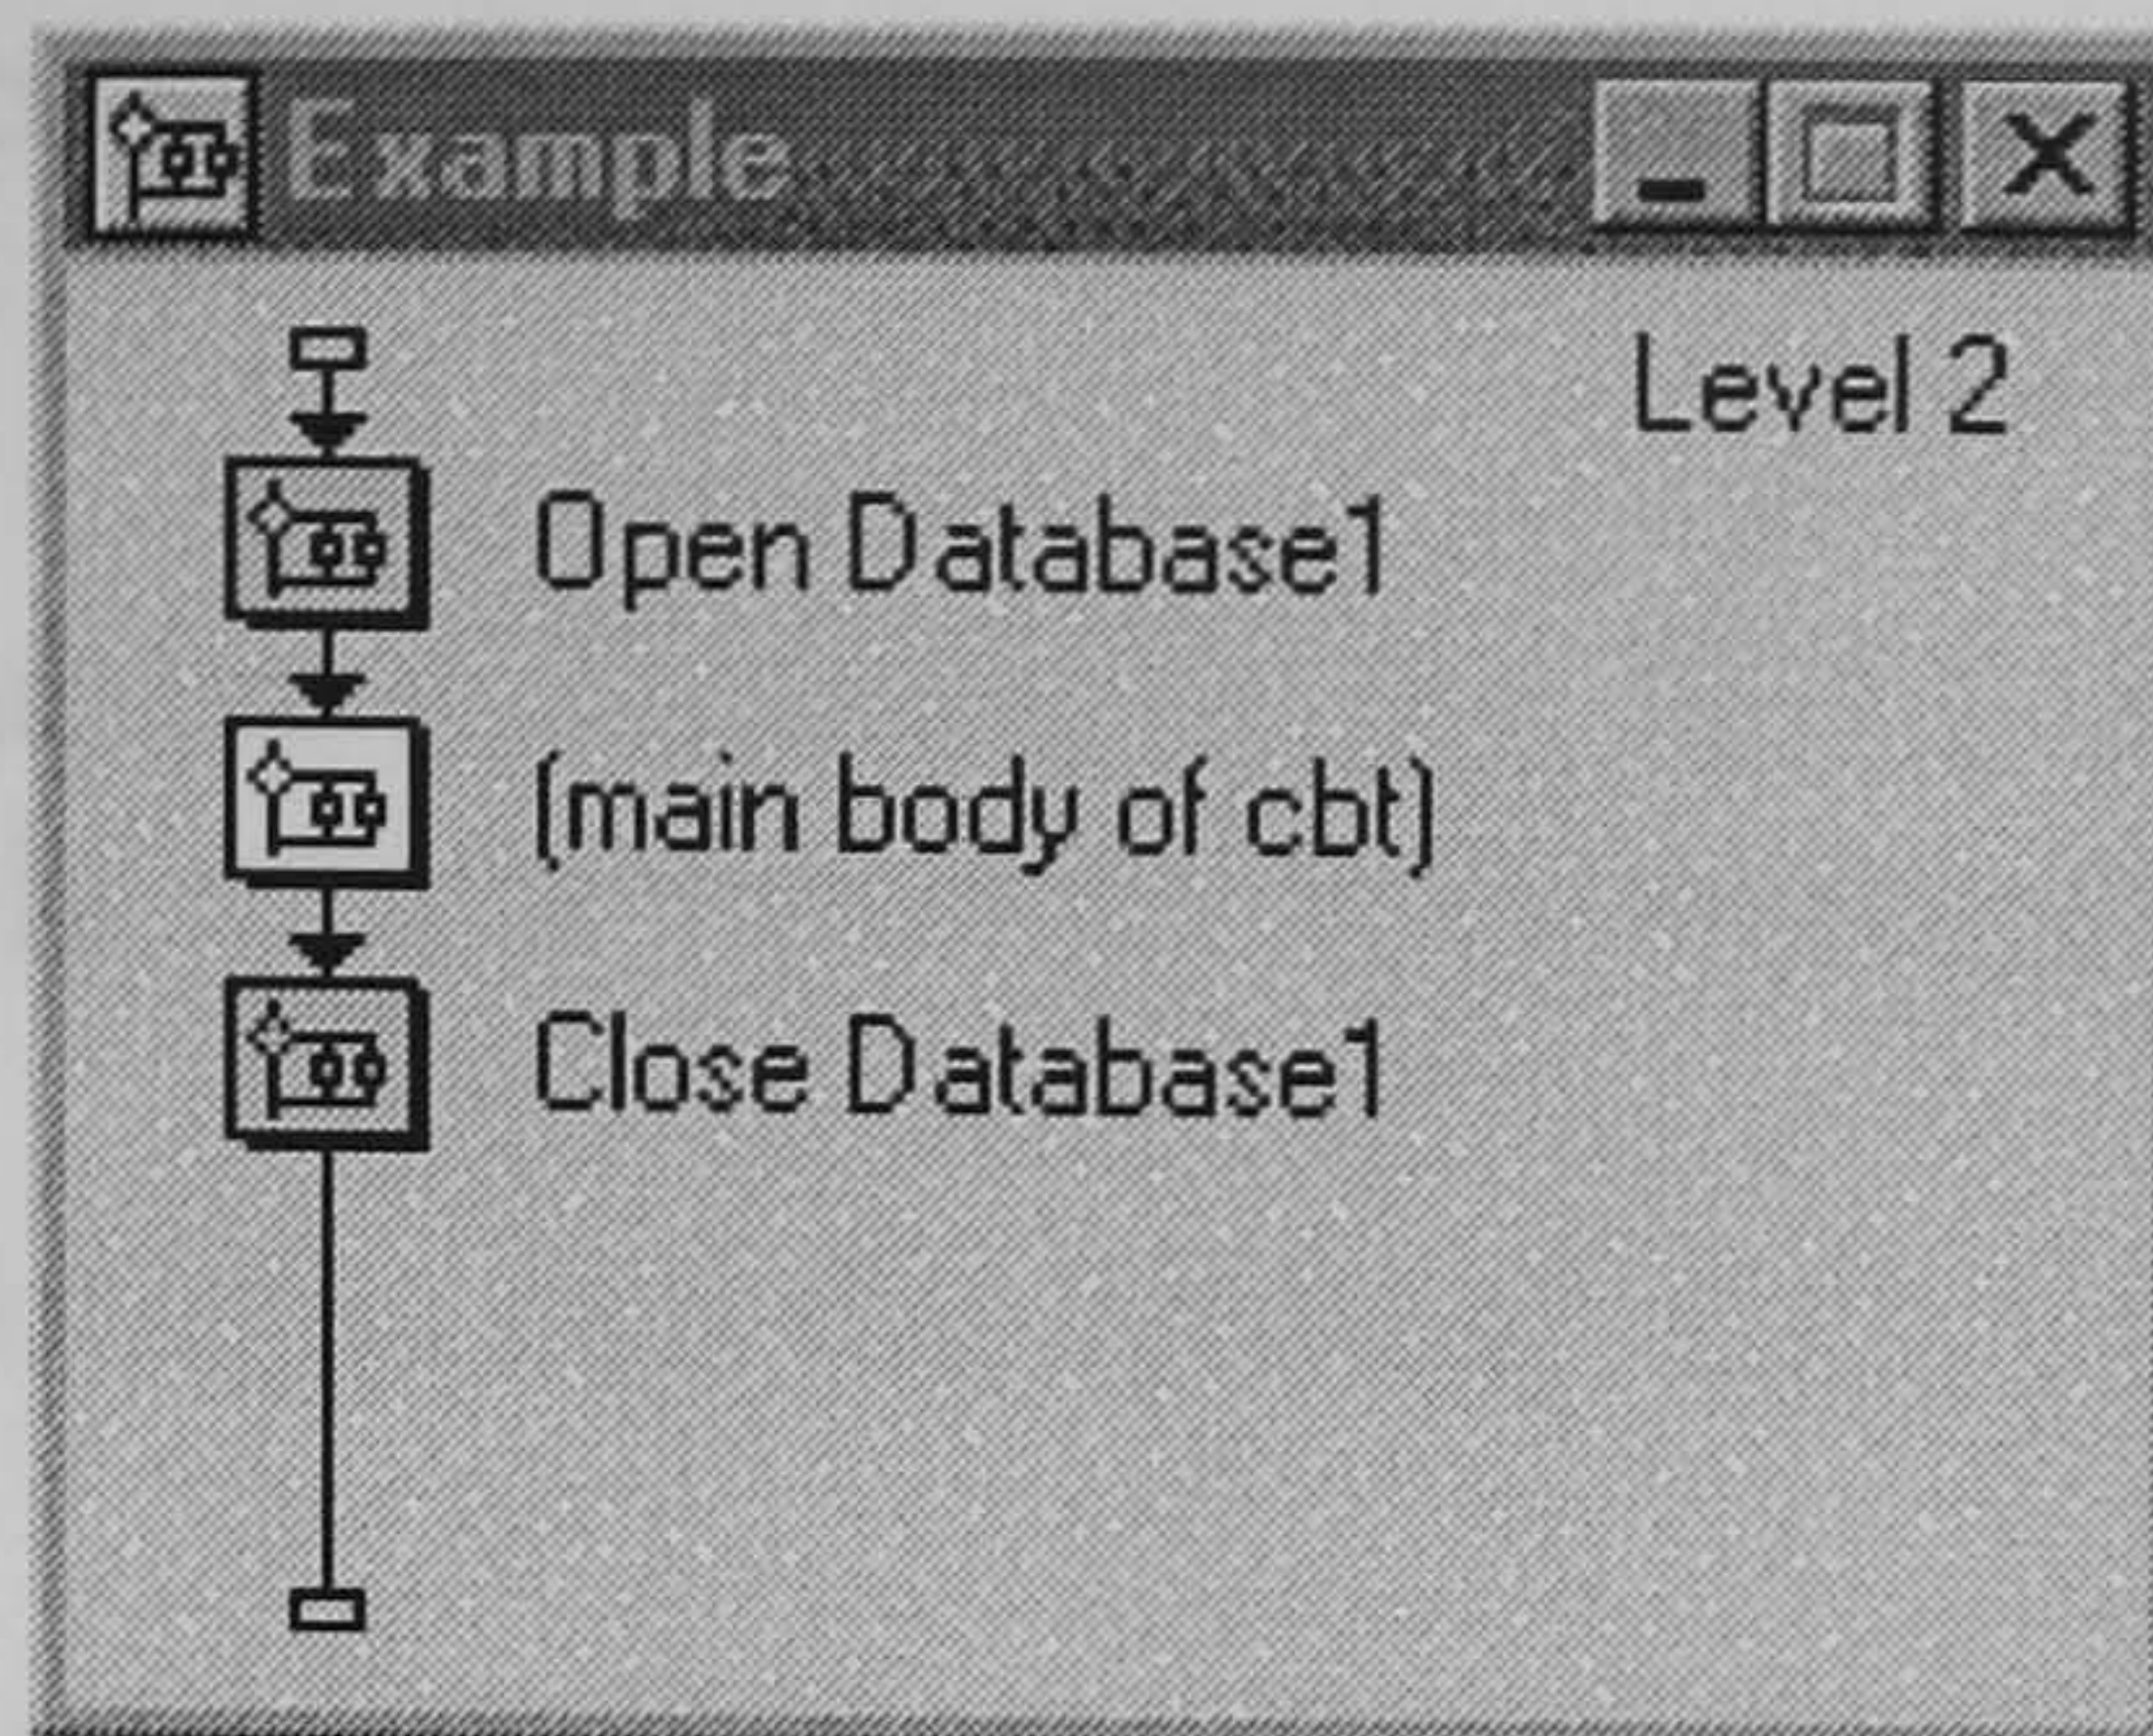 Example
Level 2
Open Database1
(main body of cbt)
Close Database1